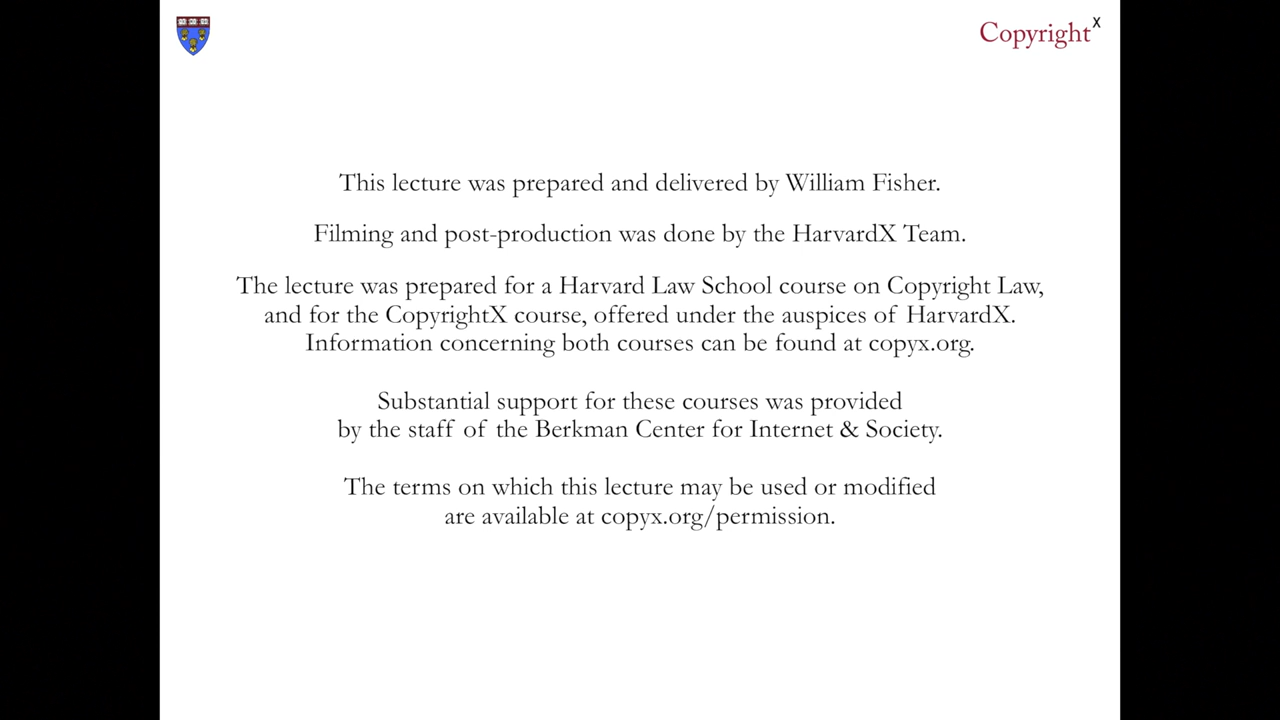 Copyright^X
This lecture was prepared and delivered by William Fisher.
Filming and post-production was done by the HarvardX Team.
The lecture was prepared for a Harvard Law School course on Copyright Law,
and for the CopyrightX course, offered under the auspices of HarvardX.
Information concerning both courses can be found at copyx.org.
Substantial support for these courses was provided
by the staff of the Berkman Center for Internet & Society.
The terms on which this lecture may be used or modified
are available at copyx.org/permission.